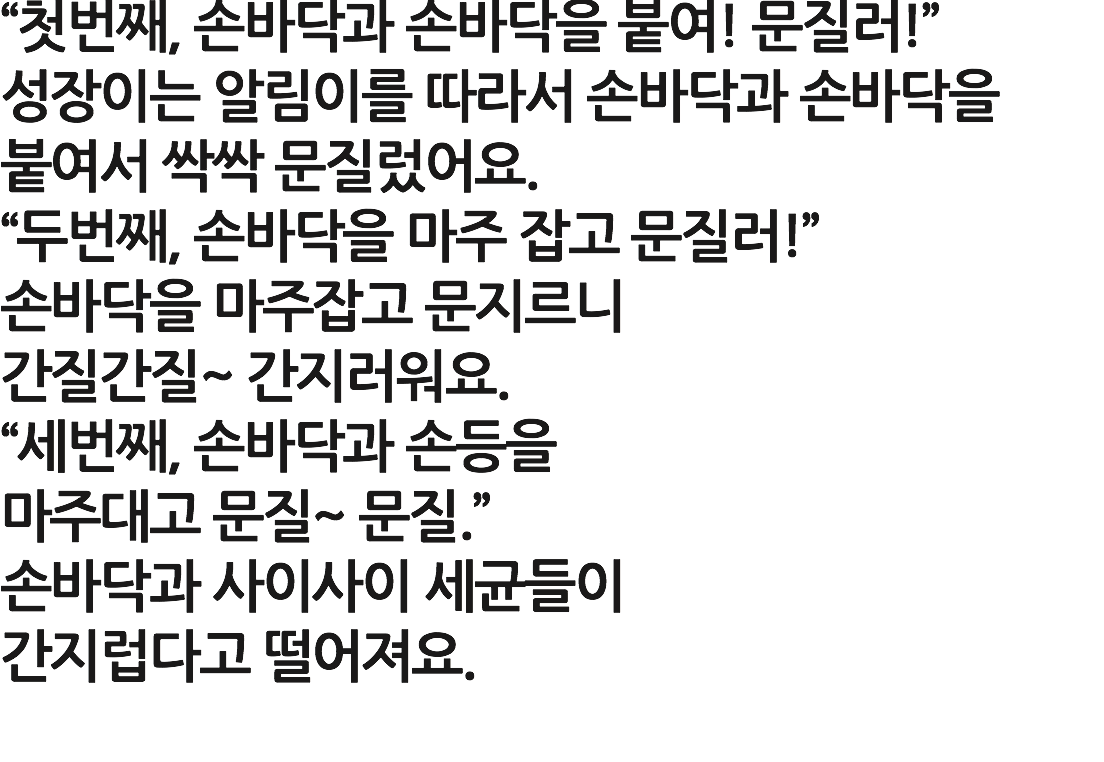 “첫번째, 손바닥과 손바닥을 붙여! 문질러!”
성장이는 알림이를 따라서 손바닥과 손바닥을
붙여서 싹싹 문질렀어요.
“두번째, 손바닥을 마주 잡고 문질러!”
손바닥을 마주잡고 문지르니
간질간질~ 간지러워요.
“세번째, 손바닥과 손등을
마주대고 문질~ 문질.”
손바닥과 사이사이 세균들이
간지럽다고 떨어져요.